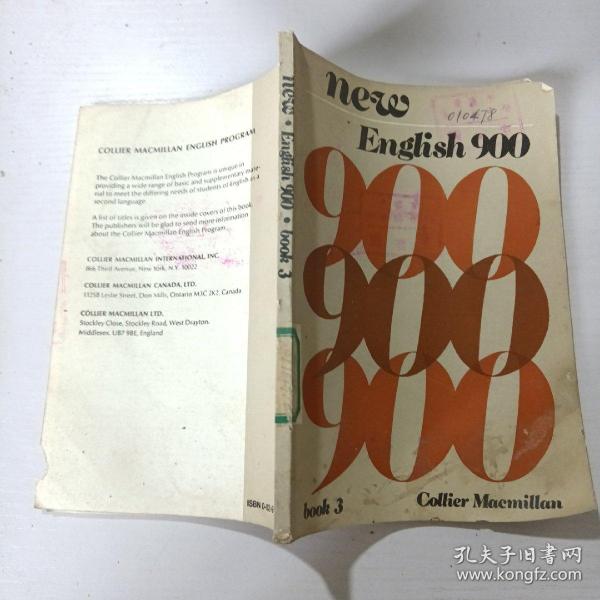 COLLIER MACMILLAN ENGLISH PROGRAM
The Collier Macmillan English Program is unique in
providing a wide range of basic and supplementary mate-
rial to meet the differing needs of students of English as a
second language.
A list of titles is given on the inside covers of this book.
The publishers will be glad to send more information
about the Collier Macmillan English Program.
COLLIER MACMILLAN INTERNATIONAL, INC.
866 Third Avenue, New York, N.Y. 10022
COLLIER MACMILLAN CANADA, LTD.
1125B Leslie Street, Don Mills, Ontario M3C 2K2, Canada
COLLIER MACMILLAN LTD.
Stockley Close, Stockley Road, West Drayton,
Middlesex, UB7 9BE, England
ISBN 0-02-9
new • English 900 • book 3
new
010478
English 900
900
900
900
book 3
Collier Macmillan
孔夫子旧书网
www.kongfz.com